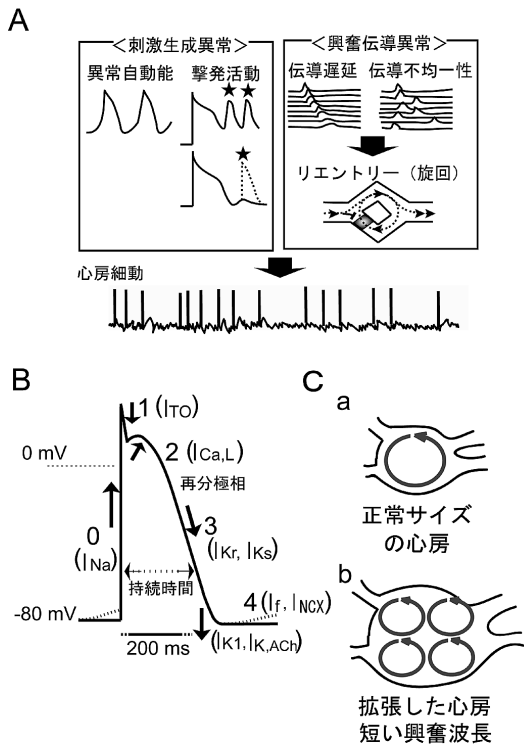 A
<刺激生成異常>
異常自動能 撃発活動
<興奮伝導異常>
伝導遅延 伝導不均一性
リエントリー（旋回）
心房細動
B
1 (ITO)
0 mV
2 (ICa,L)
再分極相
0
(INa)
3
(IKr, IKs)
持続時間
-80 mV
4 (If, INCX)
200 ms
(IK1, IK,ACh)
C
a
正常サイズ
の心房
b
拡張した心房
短い興奮波長